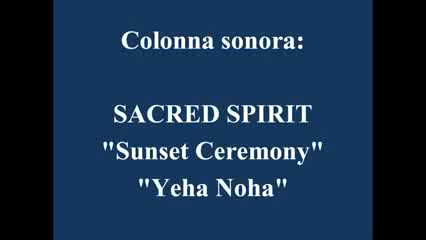 Colonna sonora:
SACRED SPIRIT
"Sunset Ceremony"
"Yeha Noha"